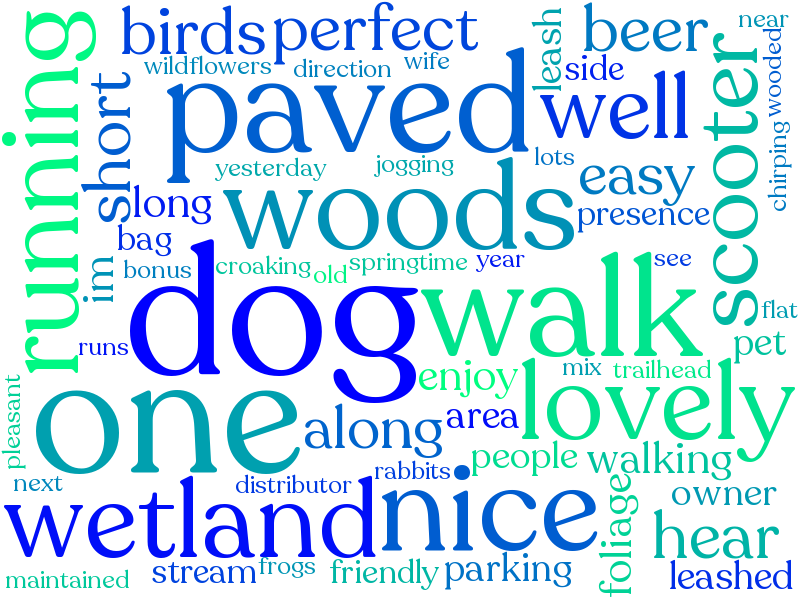 running
birds
perfect
beer
near
wildflowers
direction
wife
leash
side
scooter
wooded
short
paved
well
yesterday
jogging
lots
easy
chirping
long
woods
presence
bag
im
bonus
croaking
old
springtime
year
see
dog
walk
flat
runs
pet
enjoy
mix
trailhead
pleasant
one
along
area
lovely
people
walking
next
distributor
rabbits
owner
wetland
nice
foliage
hear
maintained
stream
frogs
friendly
parking
leashed